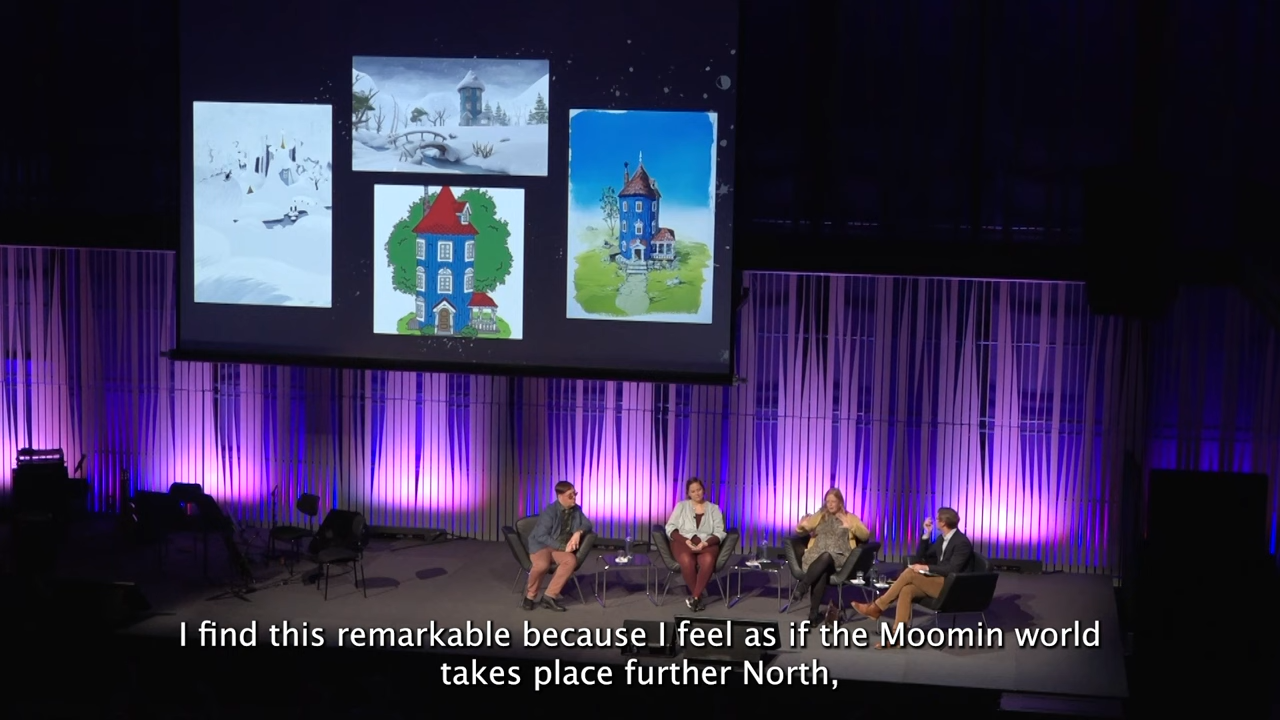 I find this remarkable because I feel as if the Moomin world
takes place further North,